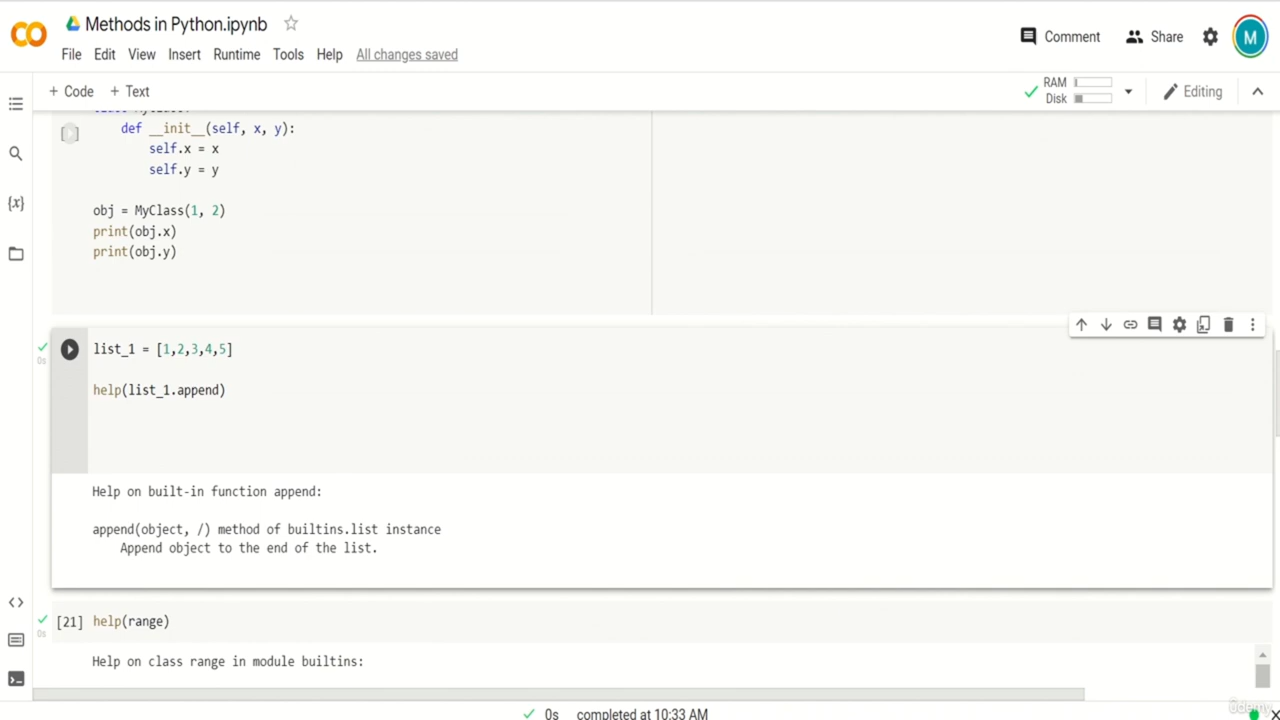 Methods in Python.ipynb
Comment
Share
M
File Edit View Insert Runtime Tools Help All changes saved
+ Code + Text
RAM
Disk
Editing
def __init__(self, x, y):
self.x = x
self.y = y
obj = MyClass(1, 2)
print(obj.x)
print(obj.y)
{x}
0s
list_1 = [1,2,3,4,5]
help(list_1.append)
Help on built-in function append:
append(object, /) method of builtins.list instance
Append object to the end of the list.
0s
[21] help(range)
Help on class range in module builtins:
0s completed at 10:33 AM
udemy